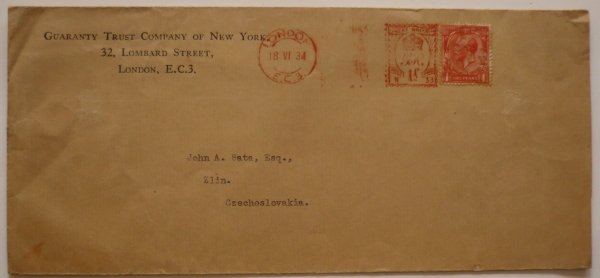 GUARANTY TRUST COMPANY OF NEW YORK,
32, LOMBARD STREET,
LONDON, E.C.3.
LONDON
18 VI 34
E.C.3
John A. Bata, Esq.,
Zlin.
Czechoslovakia.